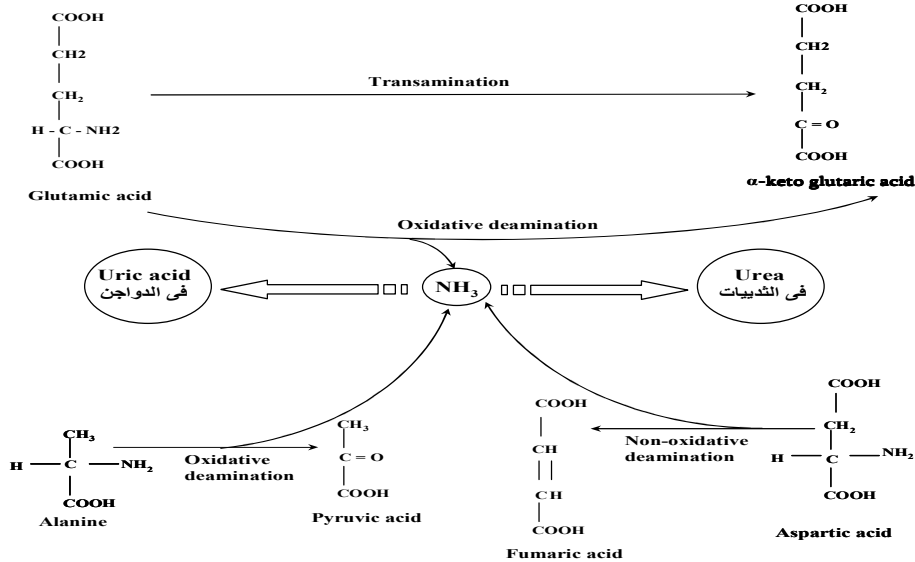 COOH
CH2
CH₂
H - C - NH2
COOH
Glutamic acid
Transamination
COOH
CH2
CH₂
C = O
COOH
α-keto glutaric acid
Oxidative deamination
Uric acid
فى الدواجن
NH₃
Urea
فى الثدييات
CH₃
H
C
NH₂
COOH
Alanine
Oxidative
deamination
CH₃
C = O
COOH
Pyruvic acid
COOH
CH
CH
COOH
Fumaric acid
Non-oxidative
deamination
COOH
CH₂
H
C
NH₂
COOH
Aspartic acid